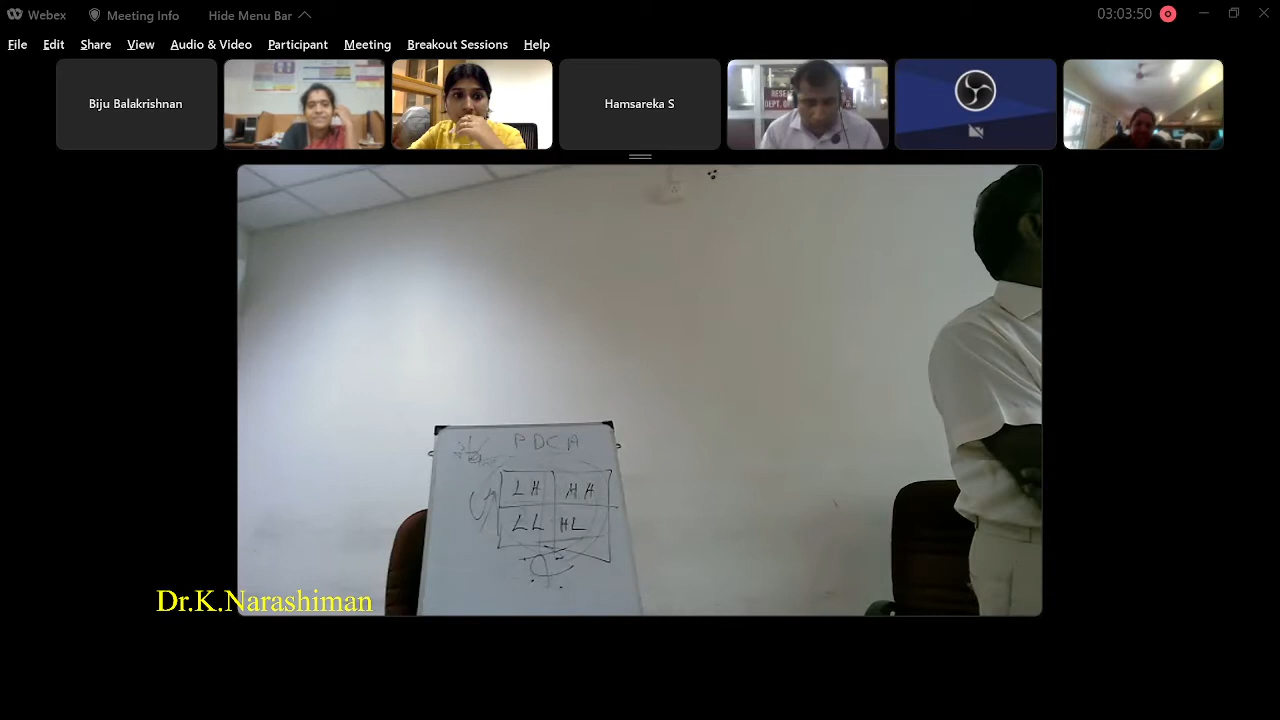 Webex Meeting Info Hide Menu Bar 03:03:50
File Edit Share View Audio & Video Participant Meeting Breakout Sessions Help
Biju Balakrishnan
Hamsareka S
PDCA
LH HH
LL HL
Dr.K.Narashiman